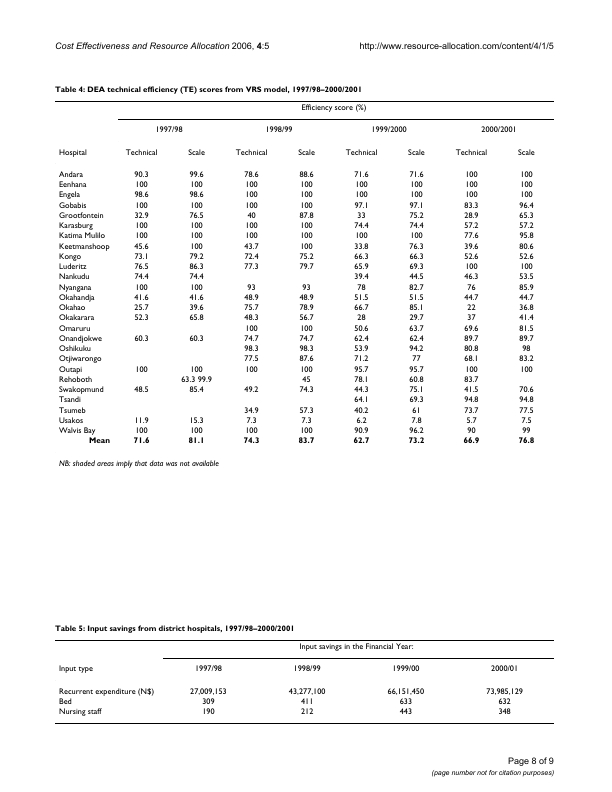 Cost Effectiveness and Resource Allocation 2006, 4:5 http://www.resource-allocation.com/content/4/1/5
Table 4: DEA technical efficiency (TE) scores from VRS model, 1997/98–2000/2001
Efficiency score (%)
1997/98 1998/99 1999/2000 2000/2001
Hospital Technical Scale Technical Scale Technical Scale Technical Scale
Andara 90.3 99.6 78.6 88.6 71.6 71.6 100 100
Eenhana 100 100 100 100 100 100 100 100
Engela 98.6 98.6 100 100 100 100 100 100
Gobabis 100 100 100 100 97.1 97.1 83.3 96.4
Grootfontein 32.9 76.5 40 87.8 33 75.2 28.9 65.3
Karasburg 100 100 100 100 74.4 74.4 57.2 57.2
Katima Mulilo 100 100 100 100 100 100 77.6 95.8
Keetmanshoop 45.6 100 43.7 100 33.8 76.3 39.6 80.6
Kongo 73.1 79.2 72.4 75.2 66.3 66.3 52.6 52.6
Luderitz 76.5 86.3 77.3 79.7 65.9 69.3 100 100
Nankudu 74.4 74.4 39.4 44.5 46.3 53.5
Nyangana 100 100 93 93 78 82.7 76 85.9
Okahandja 41.6 41.6 48.9 48.9 51.5 51.5 44.7 44.7
Okahao 25.7 39.6 75.7 78.9 66.7 85.1 22 36.8
Okakarara 52.3 65.8 48.3 56.7 28 29.7 37 41.4
Omaruru 100 100 50.6 63.7 69.6 81.5
Onandjokwe 60.3 60.3 74.7 74.7 62.4 62.4 89.7 89.7
Oshikuku 98.3 98.3 53.9 94.2 80.8 98
Otjiwarongo 77.5 87.6 71.2 77 68.1 83.2
Outapi 100 100 100 100 95.7 95.7 100 100
Rehoboth 63.3 99.9 45 78.1 60.8 83.7
Swakopmund 48.5 85.4 49.2 74.3 44.3 75.1 41.5 70.6
Tsandi 64.1 69.3 94.8 94.8
Tsumeb 34.9 57.3 40.2 61 73.7 77.5
Usakos 11.9 15.3 7.3 7.3 6.2 7.8 5.7 7.5
Walvis Bay 100 100 100 100 90.9 96.2 90 99
Mean 71.6 81.1 74.3 83.7 62.7 73.2 66.9 76.8
NB: shaded areas imply that data was not available
Table 5: Input savings from district hospitals, 1997/98–2000/2001
Input savings in the Financial Year:
Input type 1997/98 1998/99 1999/00 2000/01
Recurrent expenditure (N$) 27,009,153 43,277,100 66,151,450 73,985,129
Bed 309 411 633 632
Nursing staff 190 212 443 348
Page 8 of 9
(page number not for citation purposes)